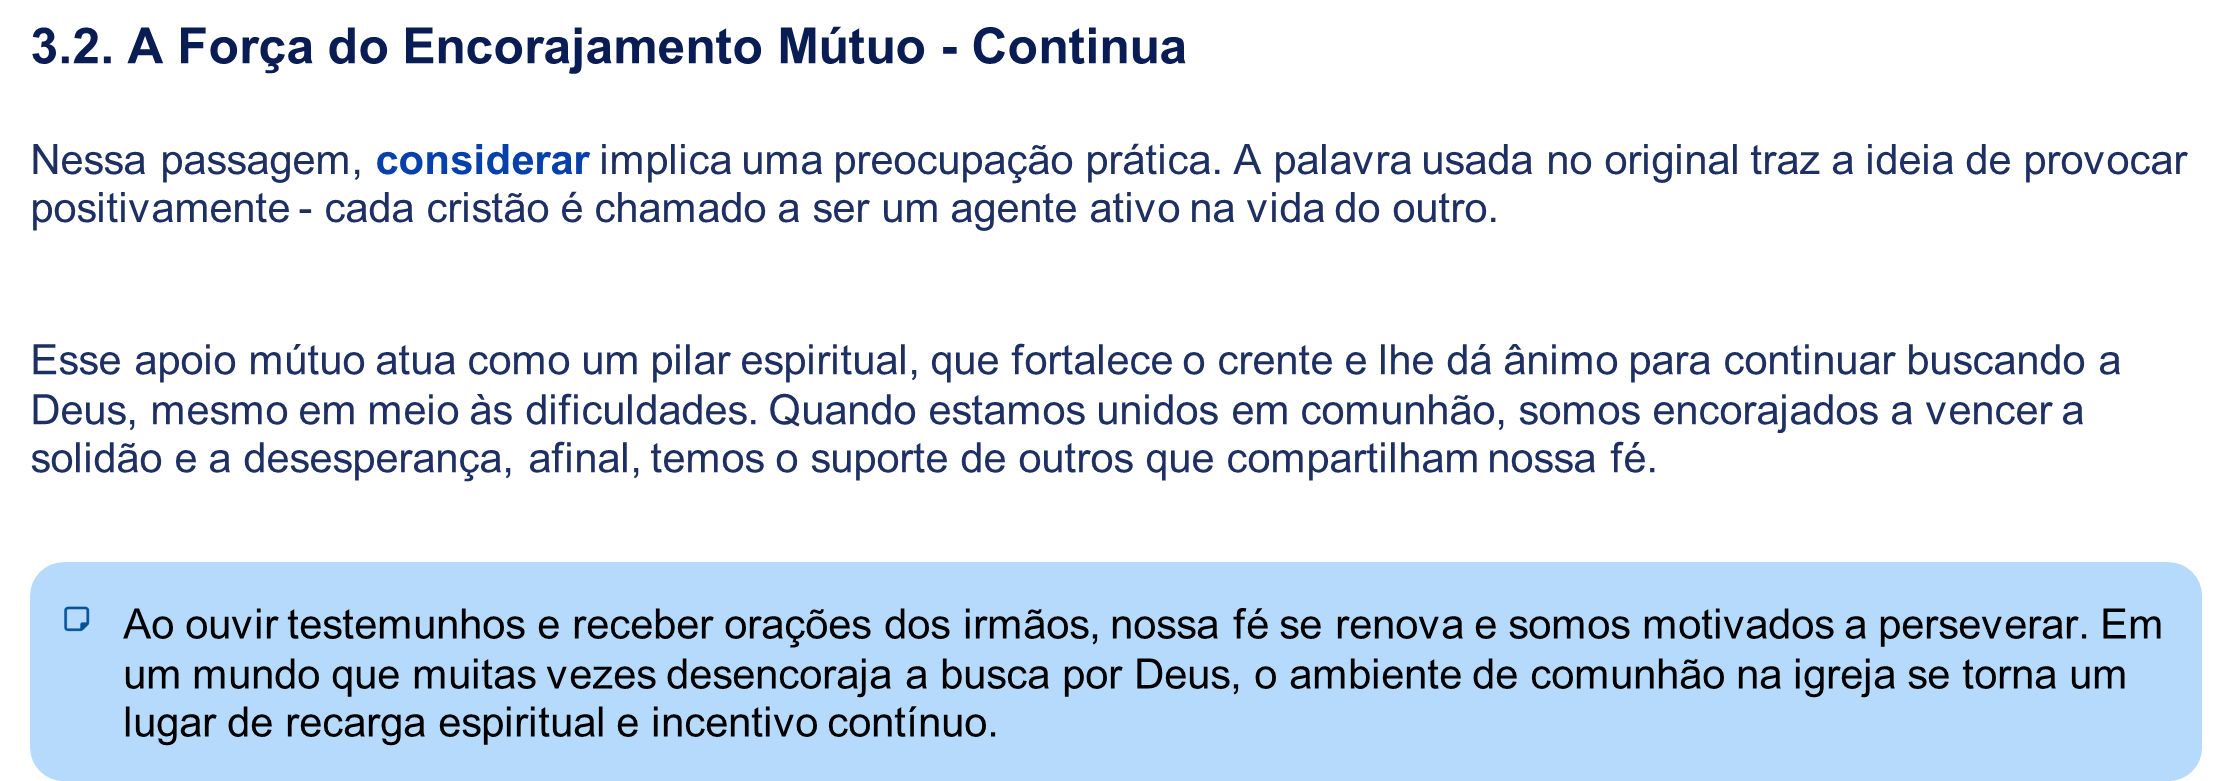 3.2. A Força do Encorajamento Mútuo - Continua
Nessa passagem, considerar implica uma preocupação prática. A palavra usada no original traz a ideia de provocar
positivamente - cada cristão é chamado a ser um agente ativo na vida do outro.
Esse apoio mútuo atua como um pilar espiritual, que fortalece o crente e lhe dá ânimo para continuar buscando a
Deus, mesmo em meio às dificuldades. Quando estamos unidos em comunhão, somos encorajados a vencer a
solidão e a desesperança, afinal, temos o suporte de outros que compartilham nossa fé.
Ao ouvir testemunhos e receber orações dos irmãos, nossa fé se renova e somos motivados a perseverar. Em
um mundo que muitas vezes desencoraja a busca por Deus, o ambiente de comunhão na igreja se torna um
lugar de recarga espiritual e incentivo contínuo.